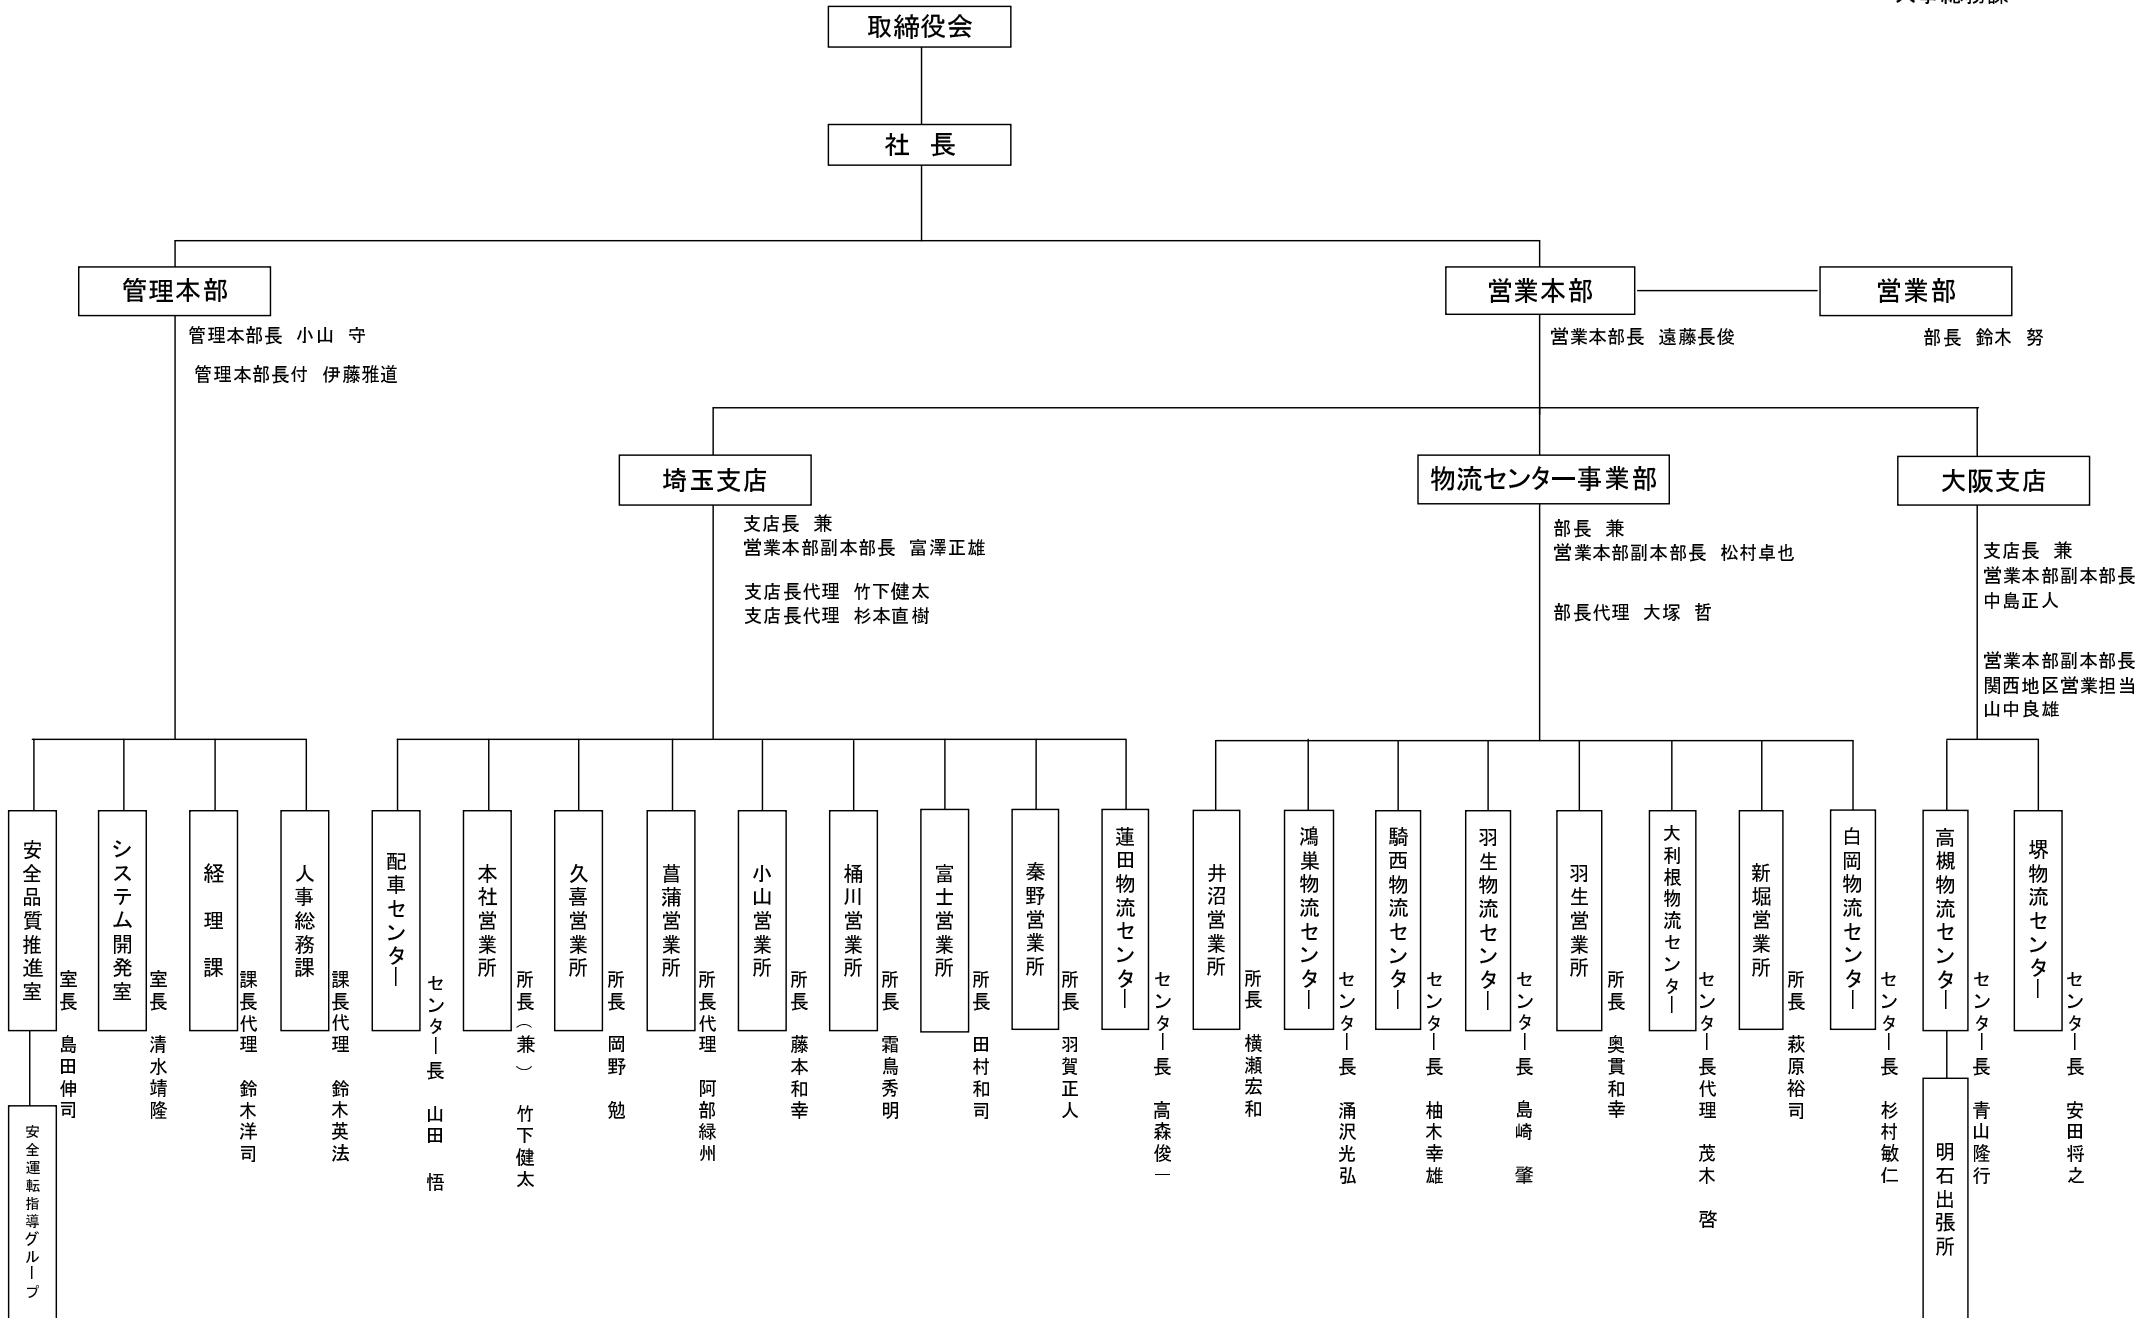 取締役会
社 長
管理本部
管理本部長 小山 守
管理本部長付 伊藤雅道
営業本部
営業本部長 遠藤長俊
営業部
部長 鈴木 努
埼玉支店
支店長 兼
営業本部副本部長 富澤正雄
支店長代理 竹下健太
支店長代理 杉本直樹
物流センター事業部
部長 兼
営業本部副本部長 松村卓也
部長代理 大塚 哲
大阪支店
支店長 兼
営業本部副本部長
中島正人
営業本部副本部長
関西地区営業担当
山中良雄
安全品質推進室
室長 島田伸司
安全運転指導グループ
システム開発室
室長 清水靖隆
経理課
課長代理 鈴木洋司
人事総務課
課長代理 鈴木英法
配車センター
センター長 山田 悟
本社営業所
所長(兼) 竹下健太
久喜営業所
所長 岡野 勉
菖蒲営業所
所長代理 阿部緑州
小山営業所
所長 藤本和幸
桶川営業所
所長 霜鳥秀明
富士営業所
所長 田村和司
秦野営業所
所長 羽賀正人
蓮田物流センター
センター長 高森俊一
井沼営業所
所長 横瀬宏和
鴻巣物流センター
センター長 涌沢光弘
騎西物流センター
センター長 柚木幸雄
羽生物流センター
センター長 島崎 肇
羽生営業所
所長 奥貫和幸
大利根物流センター
センター長代理 茂木 啓
新堀営業所
所長 萩原裕司
白岡物流センター
センター長 杉村敏仁
高槻物流センター
センター長 青山隆行
明石出張所
堺物流センター
センター長 安田将之